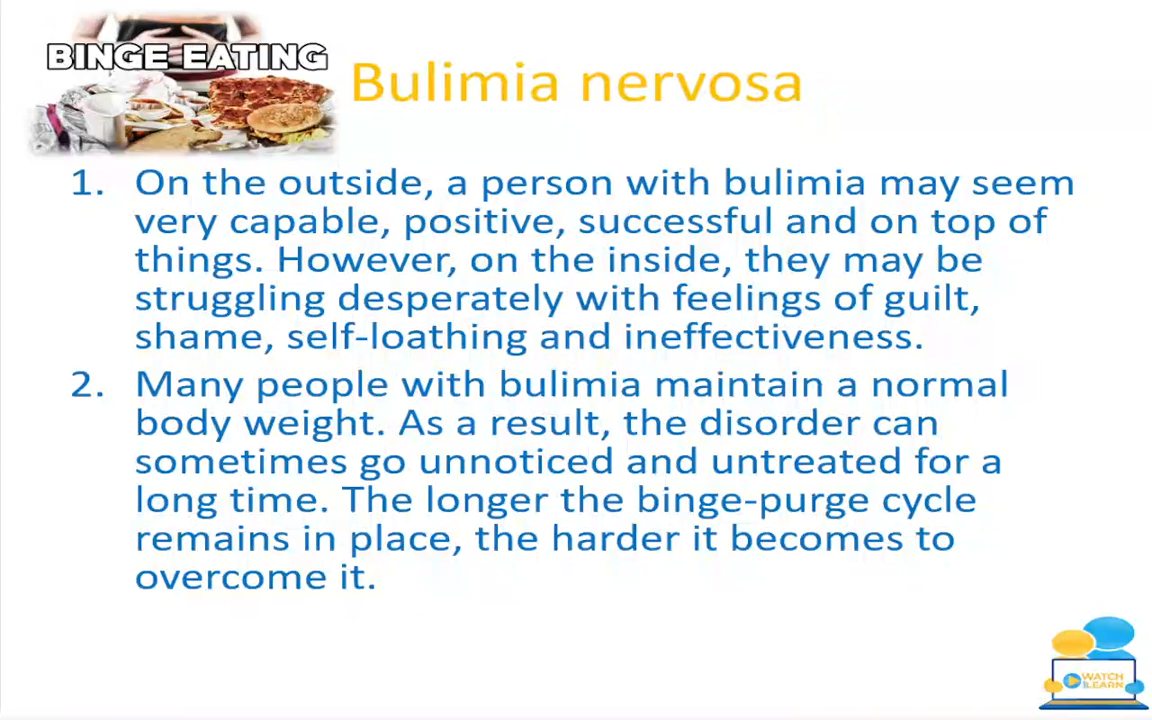 BINGE EATING
Bulimia nervosa
1. On the outside, a person with bulimia may seem
very capable, positive, successful and on top of
things. However, on the inside, they may be
struggling desperately with feelings of guilt,
shame, self-loathing and ineffectiveness.
2. Many people with bulimia maintain a normal
body weight. As a result, the disorder can
sometimes go unnoticed and untreated for a
long time. The longer the binge-purge cycle
remains in place, the harder it becomes to
overcome it.
WATCH
LEARN